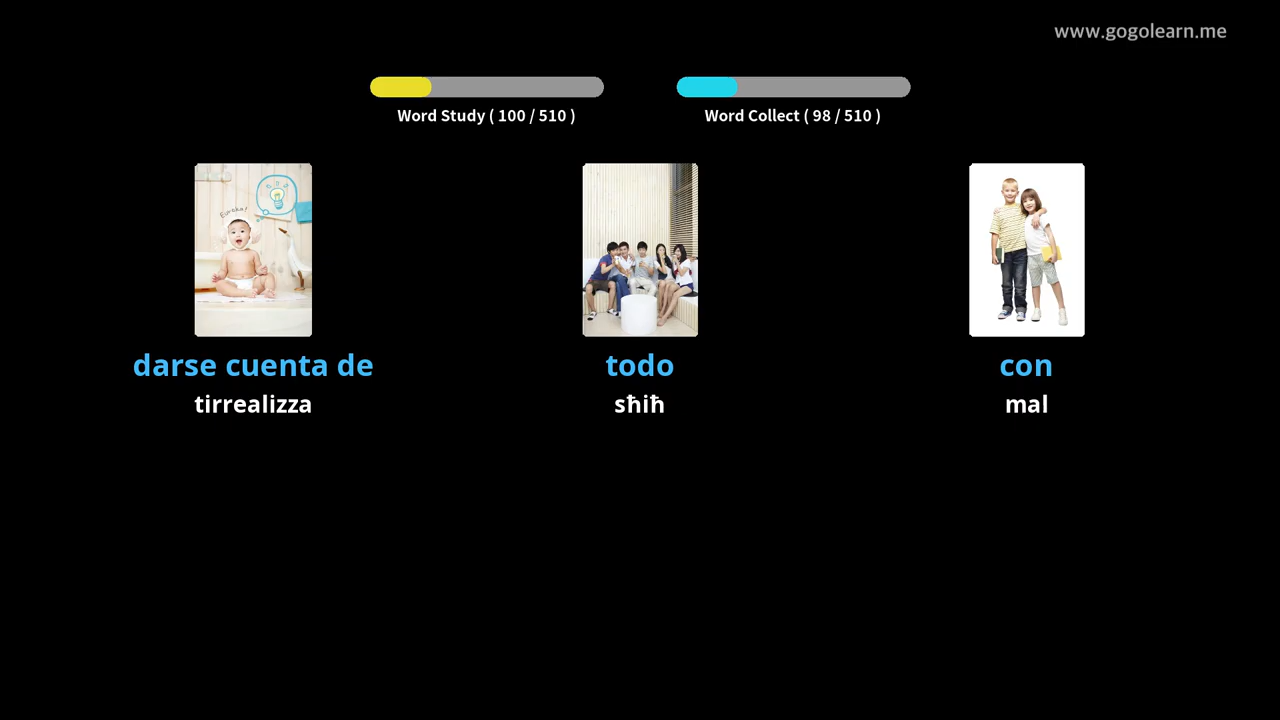 www.gogolearn.me
Word Study ( 100 / 510 )
Word Collect ( 98 / 510 )
Eureka!
darse cuenta de
todo
con
tirrealizza
sħiħ
mal